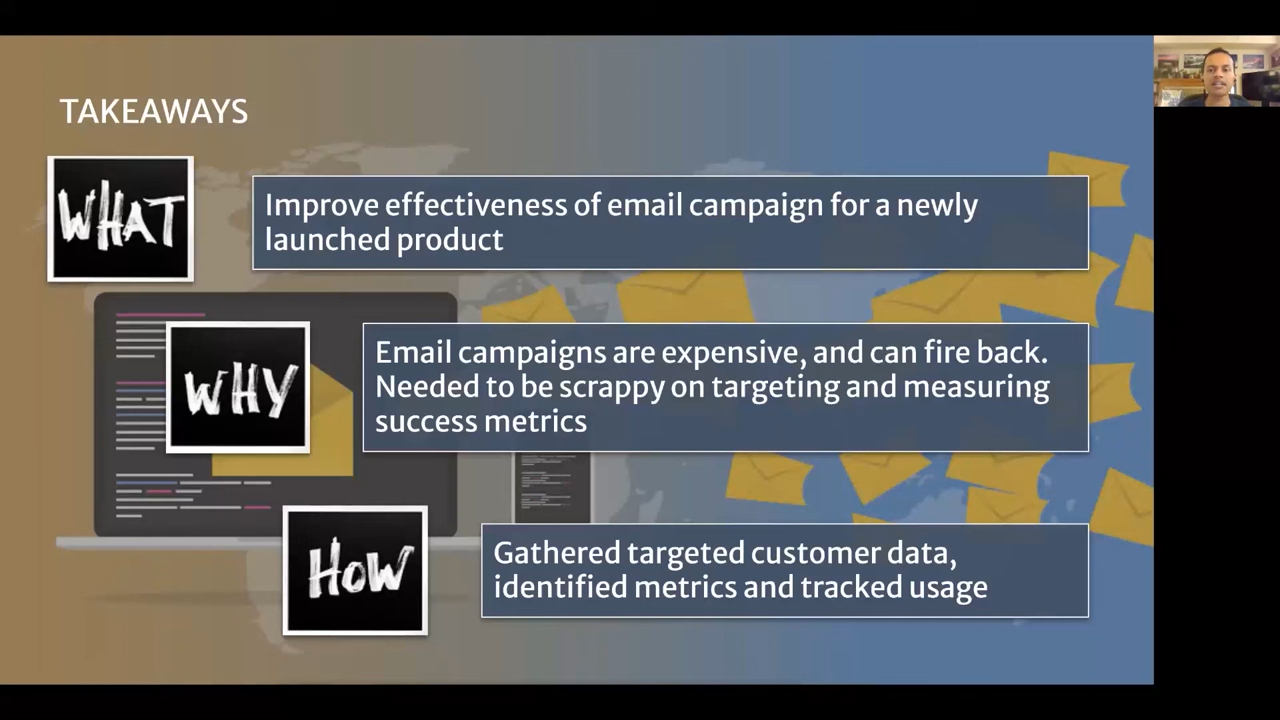 TAKEAWAYS
WHAT
Improve effectiveness of email campaign for a newly
launched product
WHY
Email campaigns are expensive, and can fire back.
Needed to be scrappy on targeting and measuring
success metrics
HOW
Gathered targeted customer data,
identified metrics and tracked usage